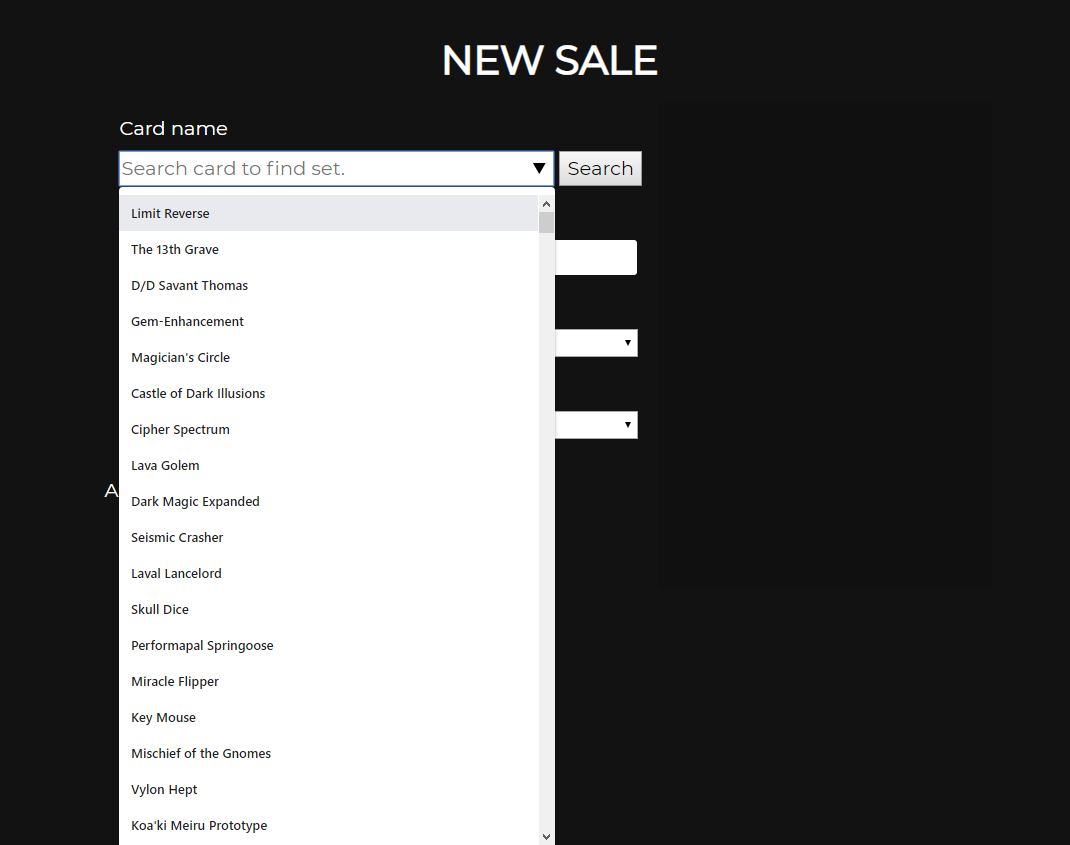 NEW SALE
Card name
Search card to find set.
Search
Limit Reverse
The 13th Grave
D/D Savant Thomas
Gem-Enhancement
Magician's Circle
Castle of Dark Illusions
Cipher Spectrum
Lava Golem
A
Dark Magic Expanded
Seismic Crasher
Laval Lancelord
Skull Dice
Performapal Springoose
Miracle Flipper
Key Mouse
Mischief of the Gnomes
Vylon Hept
Koa'ki Meiru Prototype